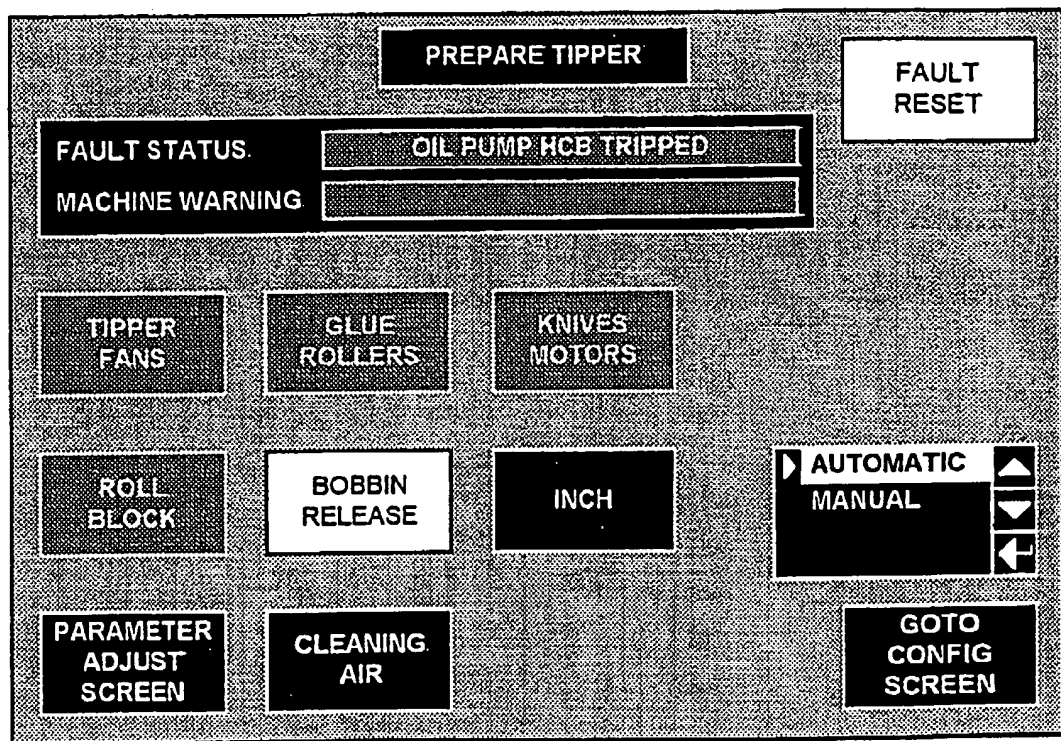 PREPARE TIPPER
FAULT
RESET
FAULT STATUS.
OIL PUMP HCB TRIPPED
MACHINE WARNING
TIPPER
FANS
GLUE
ROLLERS
KNIVES
MOTORS
ROLL
BLOCK
BOBBIN
RELEASE
INCH
AUTOMATIC
MANUAL
PARAMETER
ADJUST
SCREEN
CLEANING
AIR
GOTO
CONFIG
SCREEN